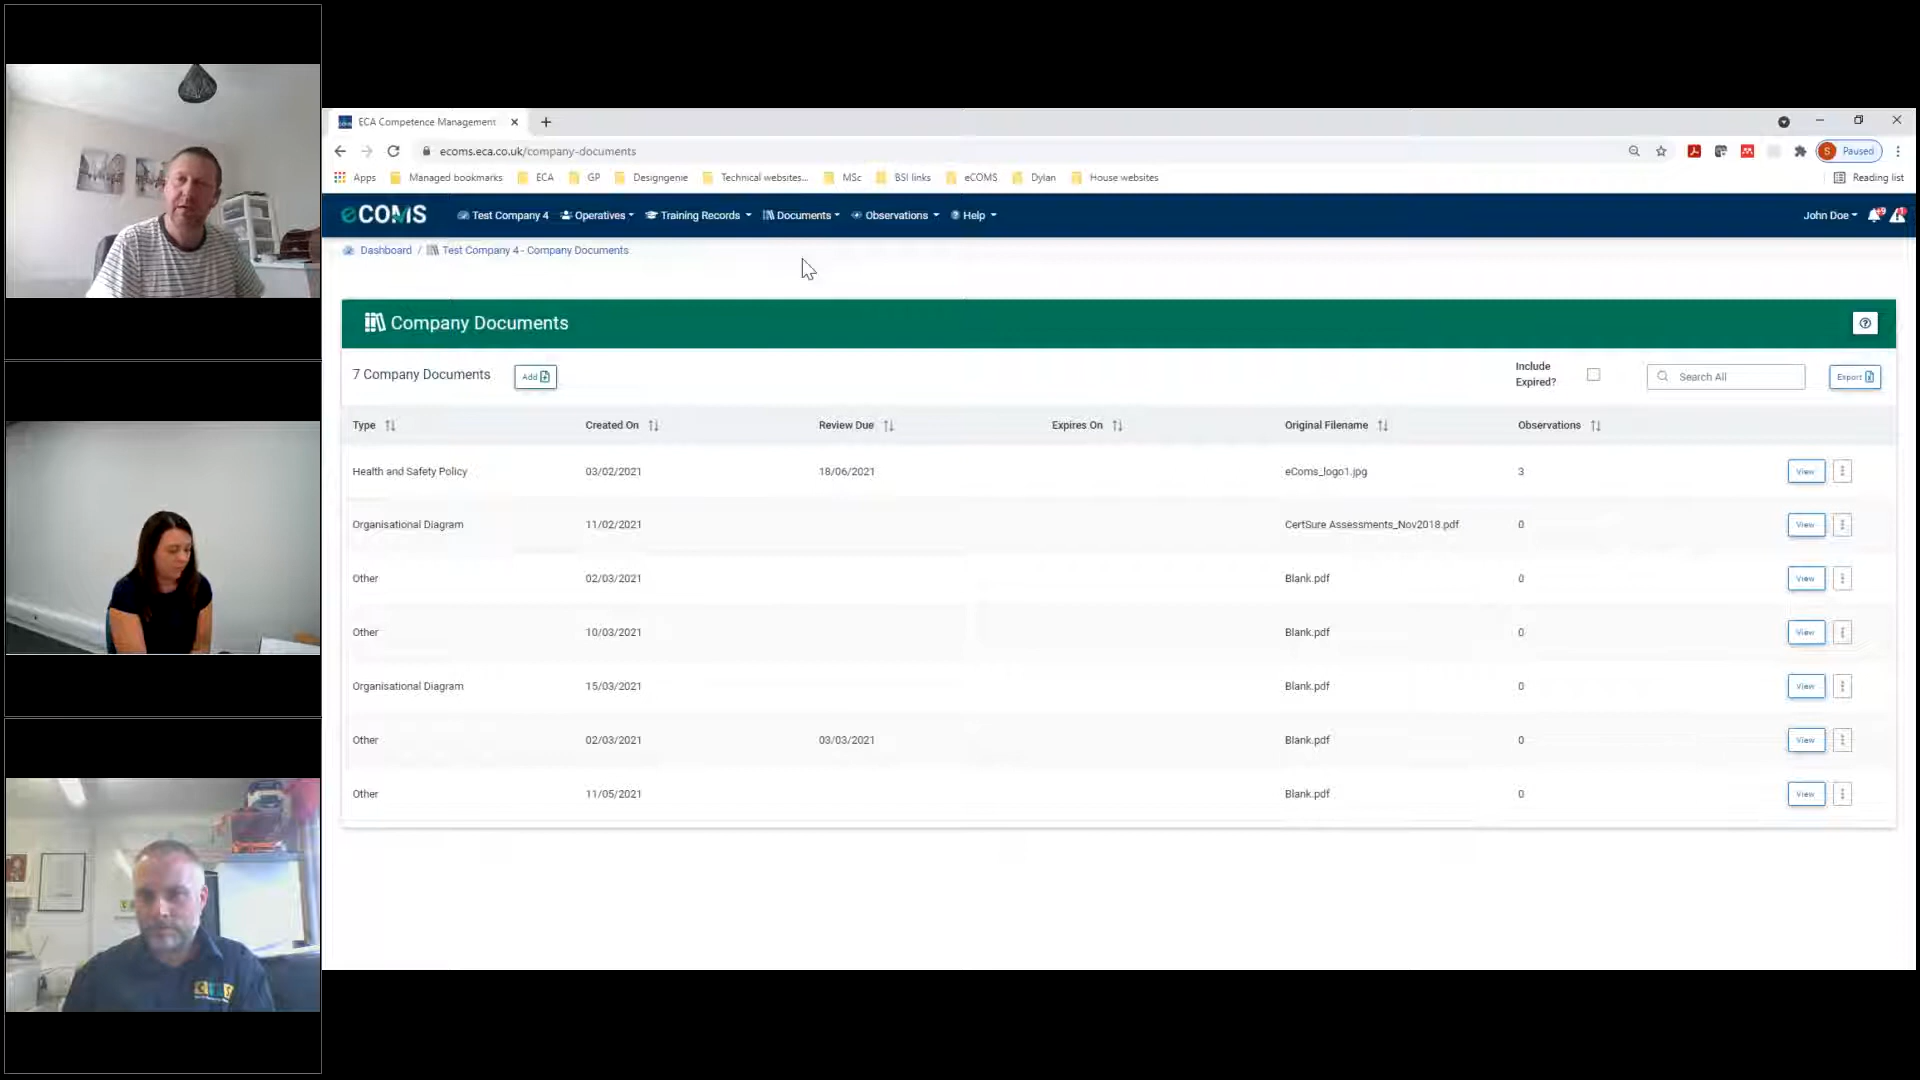 ECA Competence Management
ecoms.eca.co.uk/company-documents
S Paused
Apps Managed bookmarks ECA GP Designgenie Technical websites... MSc BSI links eCOMS Dylan House websites Reading list
eCOMS Test Company 4 Operatives Training Records Documents Observations Help John Doe
Dashboard / Test Company 4 - Company Documents
Company Documents
7 Company Documents Add Include Expired? Search All Export
Type Created On Review Due Expires On Original Filename Observations
Health and Safety Policy 03/02/2021 18/06/2021 eComs_logo1.jpg 3 View
Organisational Diagram 11/02/2021 CertSure Assessments_Nov2018.pdf 0 View
Other 02/03/2021 Blank.pdf 0 View
Other 10/03/2021 Blank.pdf 0 View
Organisational Diagram 15/03/2021 Blank.pdf 0 View
Other 02/03/2021 03/03/2021 Blank.pdf 0 View
Other 11/05/2021 Blank.pdf 0 View